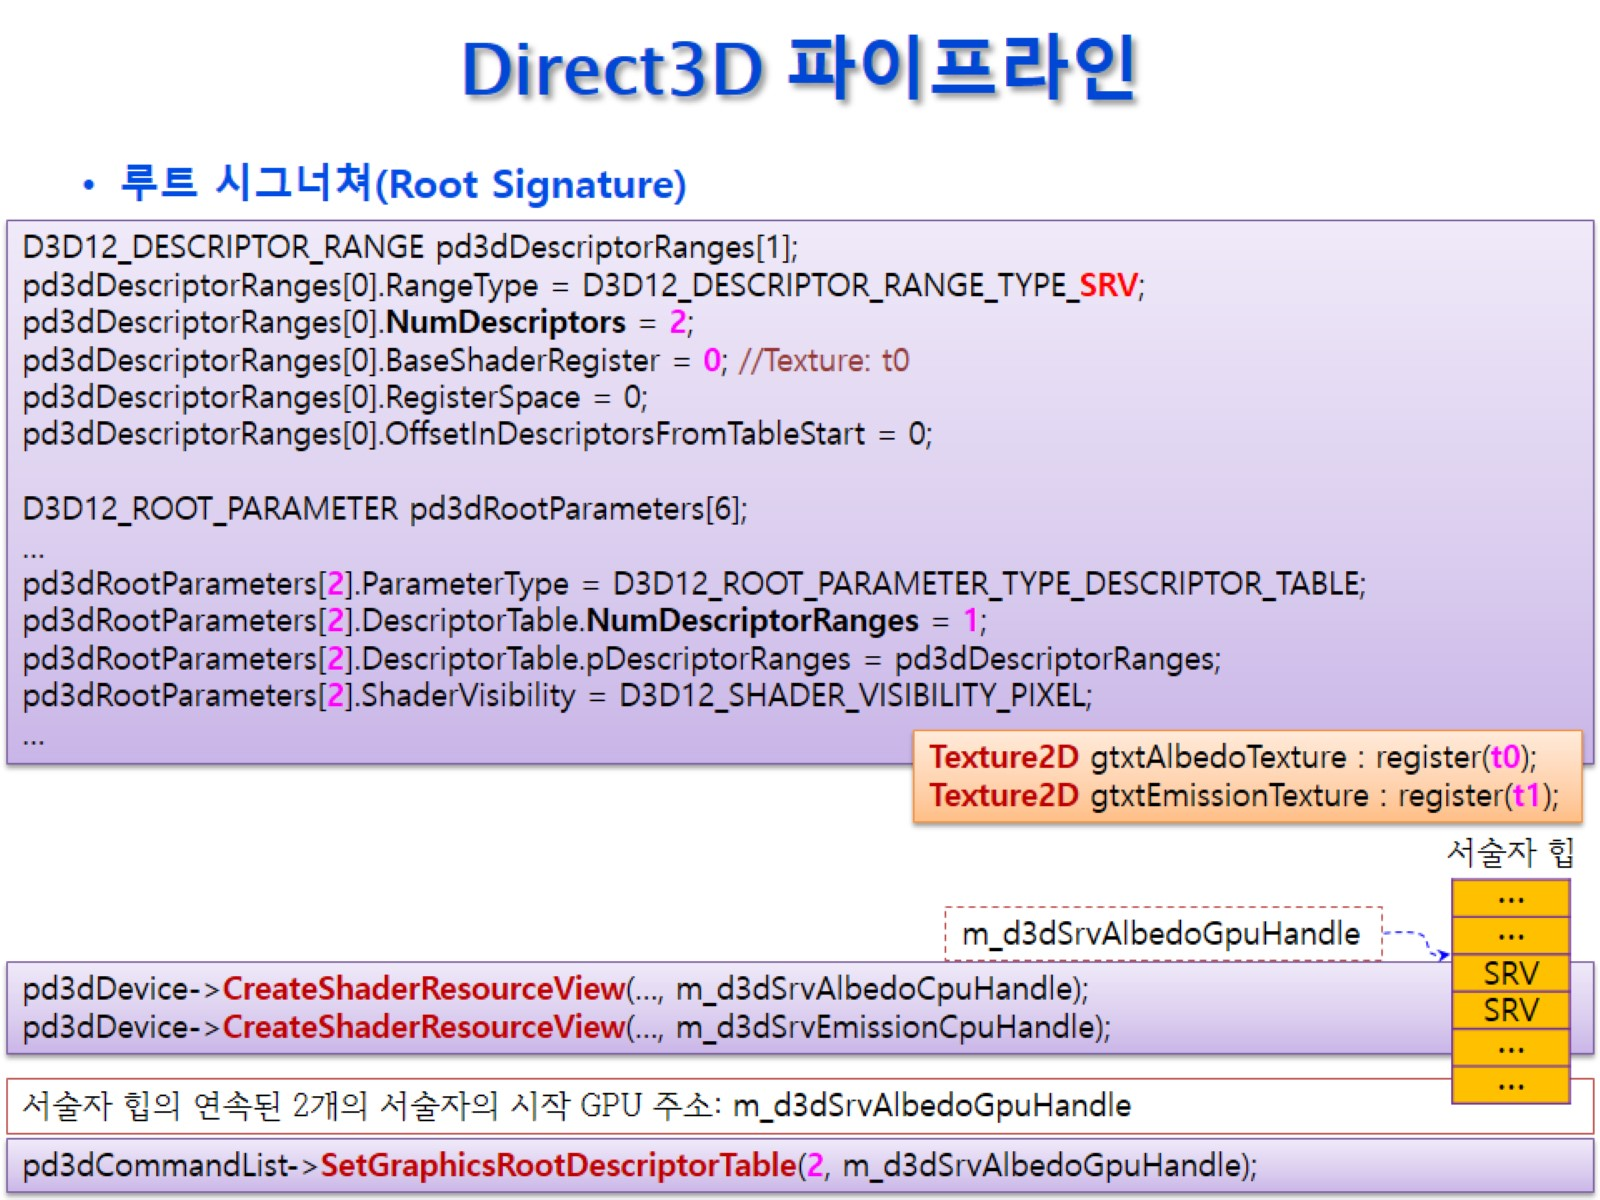 Direct3D 파이프라인
• 루트 시그너쳐(Root Signature)
D3D12_DESCRIPTOR_RANGE pd3dDescriptorRanges[1];
pd3dDescriptorRanges[0].RangeType = D3D12_DESCRIPTOR_RANGE_TYPE_SRV;
pd3dDescriptorRanges[0].NumDescriptors = 2;
pd3dDescriptorRanges[0].BaseShaderRegister = 0; //Texture: t0
pd3dDescriptorRanges[0].RegisterSpace = 0;
pd3dDescriptorRanges[0].OffsetInDescriptorsFromTableStart = 0;
D3D12_ROOT_PARAMETER pd3dRootParameters[6];
...
pd3dRootParameters[2].ParameterType = D3D12_ROOT_PARAMETER_TYPE_DESCRIPTOR_TABLE;
pd3dRootParameters[2].DescriptorTable.NumDescriptorRanges = 1;
pd3dRootParameters[2].DescriptorTable.pDescriptorRanges = pd3dDescriptorRanges;
pd3dRootParameters[2].ShaderVisibility = D3D12_SHADER_VISIBILITY_PIXEL;
...
Texture2D gtxtAlbedoTexture : register(t0);
Texture2D gtxtEmissionTexture : register(t1);
서술자 힙
...
...
SRV
SRV
...
...
m_d3dSrvAlbedoGpuHandle
pd3dDevice->CreateShaderResourceView(..., m_d3dSrvAlbedoCpuHandle);
pd3dDevice->CreateShaderResourceView(..., m_d3dSrvEmissionCpuHandle);
서술자 힙의 연속된 2개의 서술자의 시작 GPU 주소: m_d3dSrvAlbedoGpuHandle
pd3dCommandList->SetGraphicsRootDescriptorTable(2, m_d3dSrvAlbedoGpuHandle);